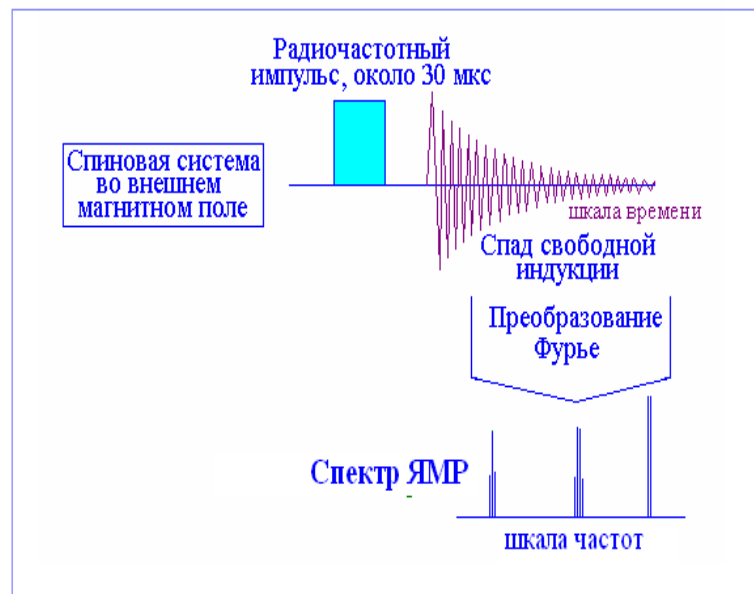 Радиочастотный
импульс, около 30 мкс
Спиновая система
во внешнем
магнитном поле
шкала времени
Спад свободной
индукции
Преобразование
Фурье
Спектр ЯМР
шкала частот